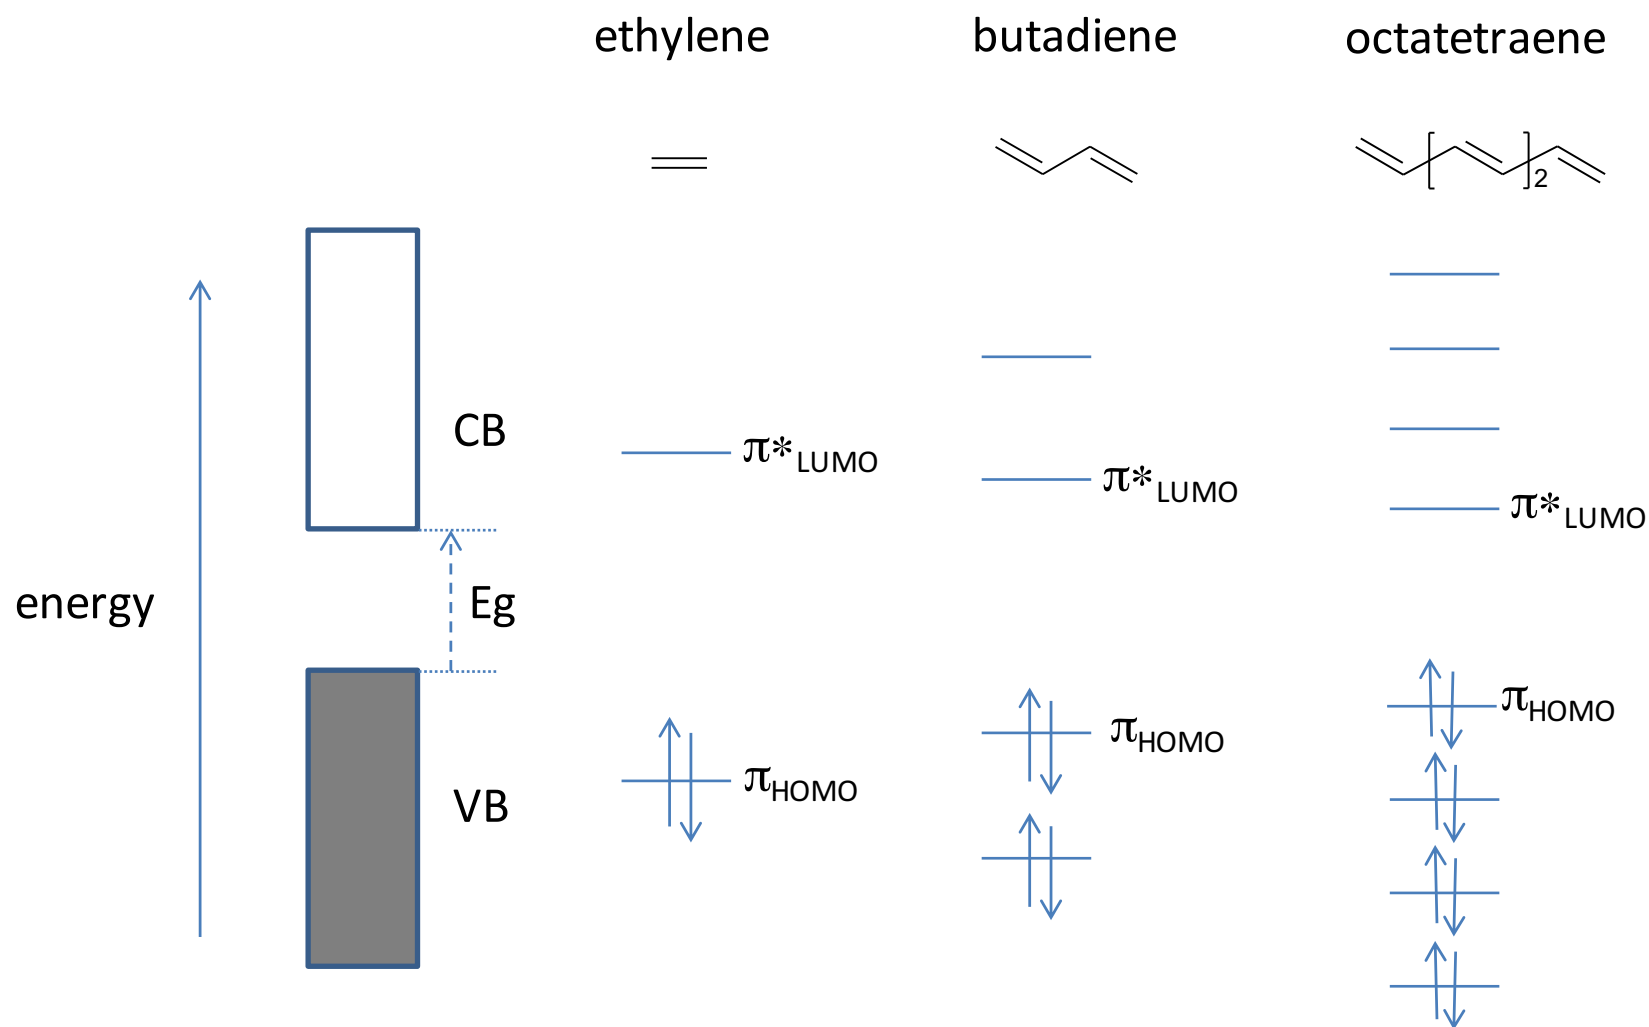 ethylene
butadiene
octatetraene
2
CB
π*LUMO
π*LUMO
π*LUMO
energy
Eg
πHOMO
πHOMO
πHOMO
VB